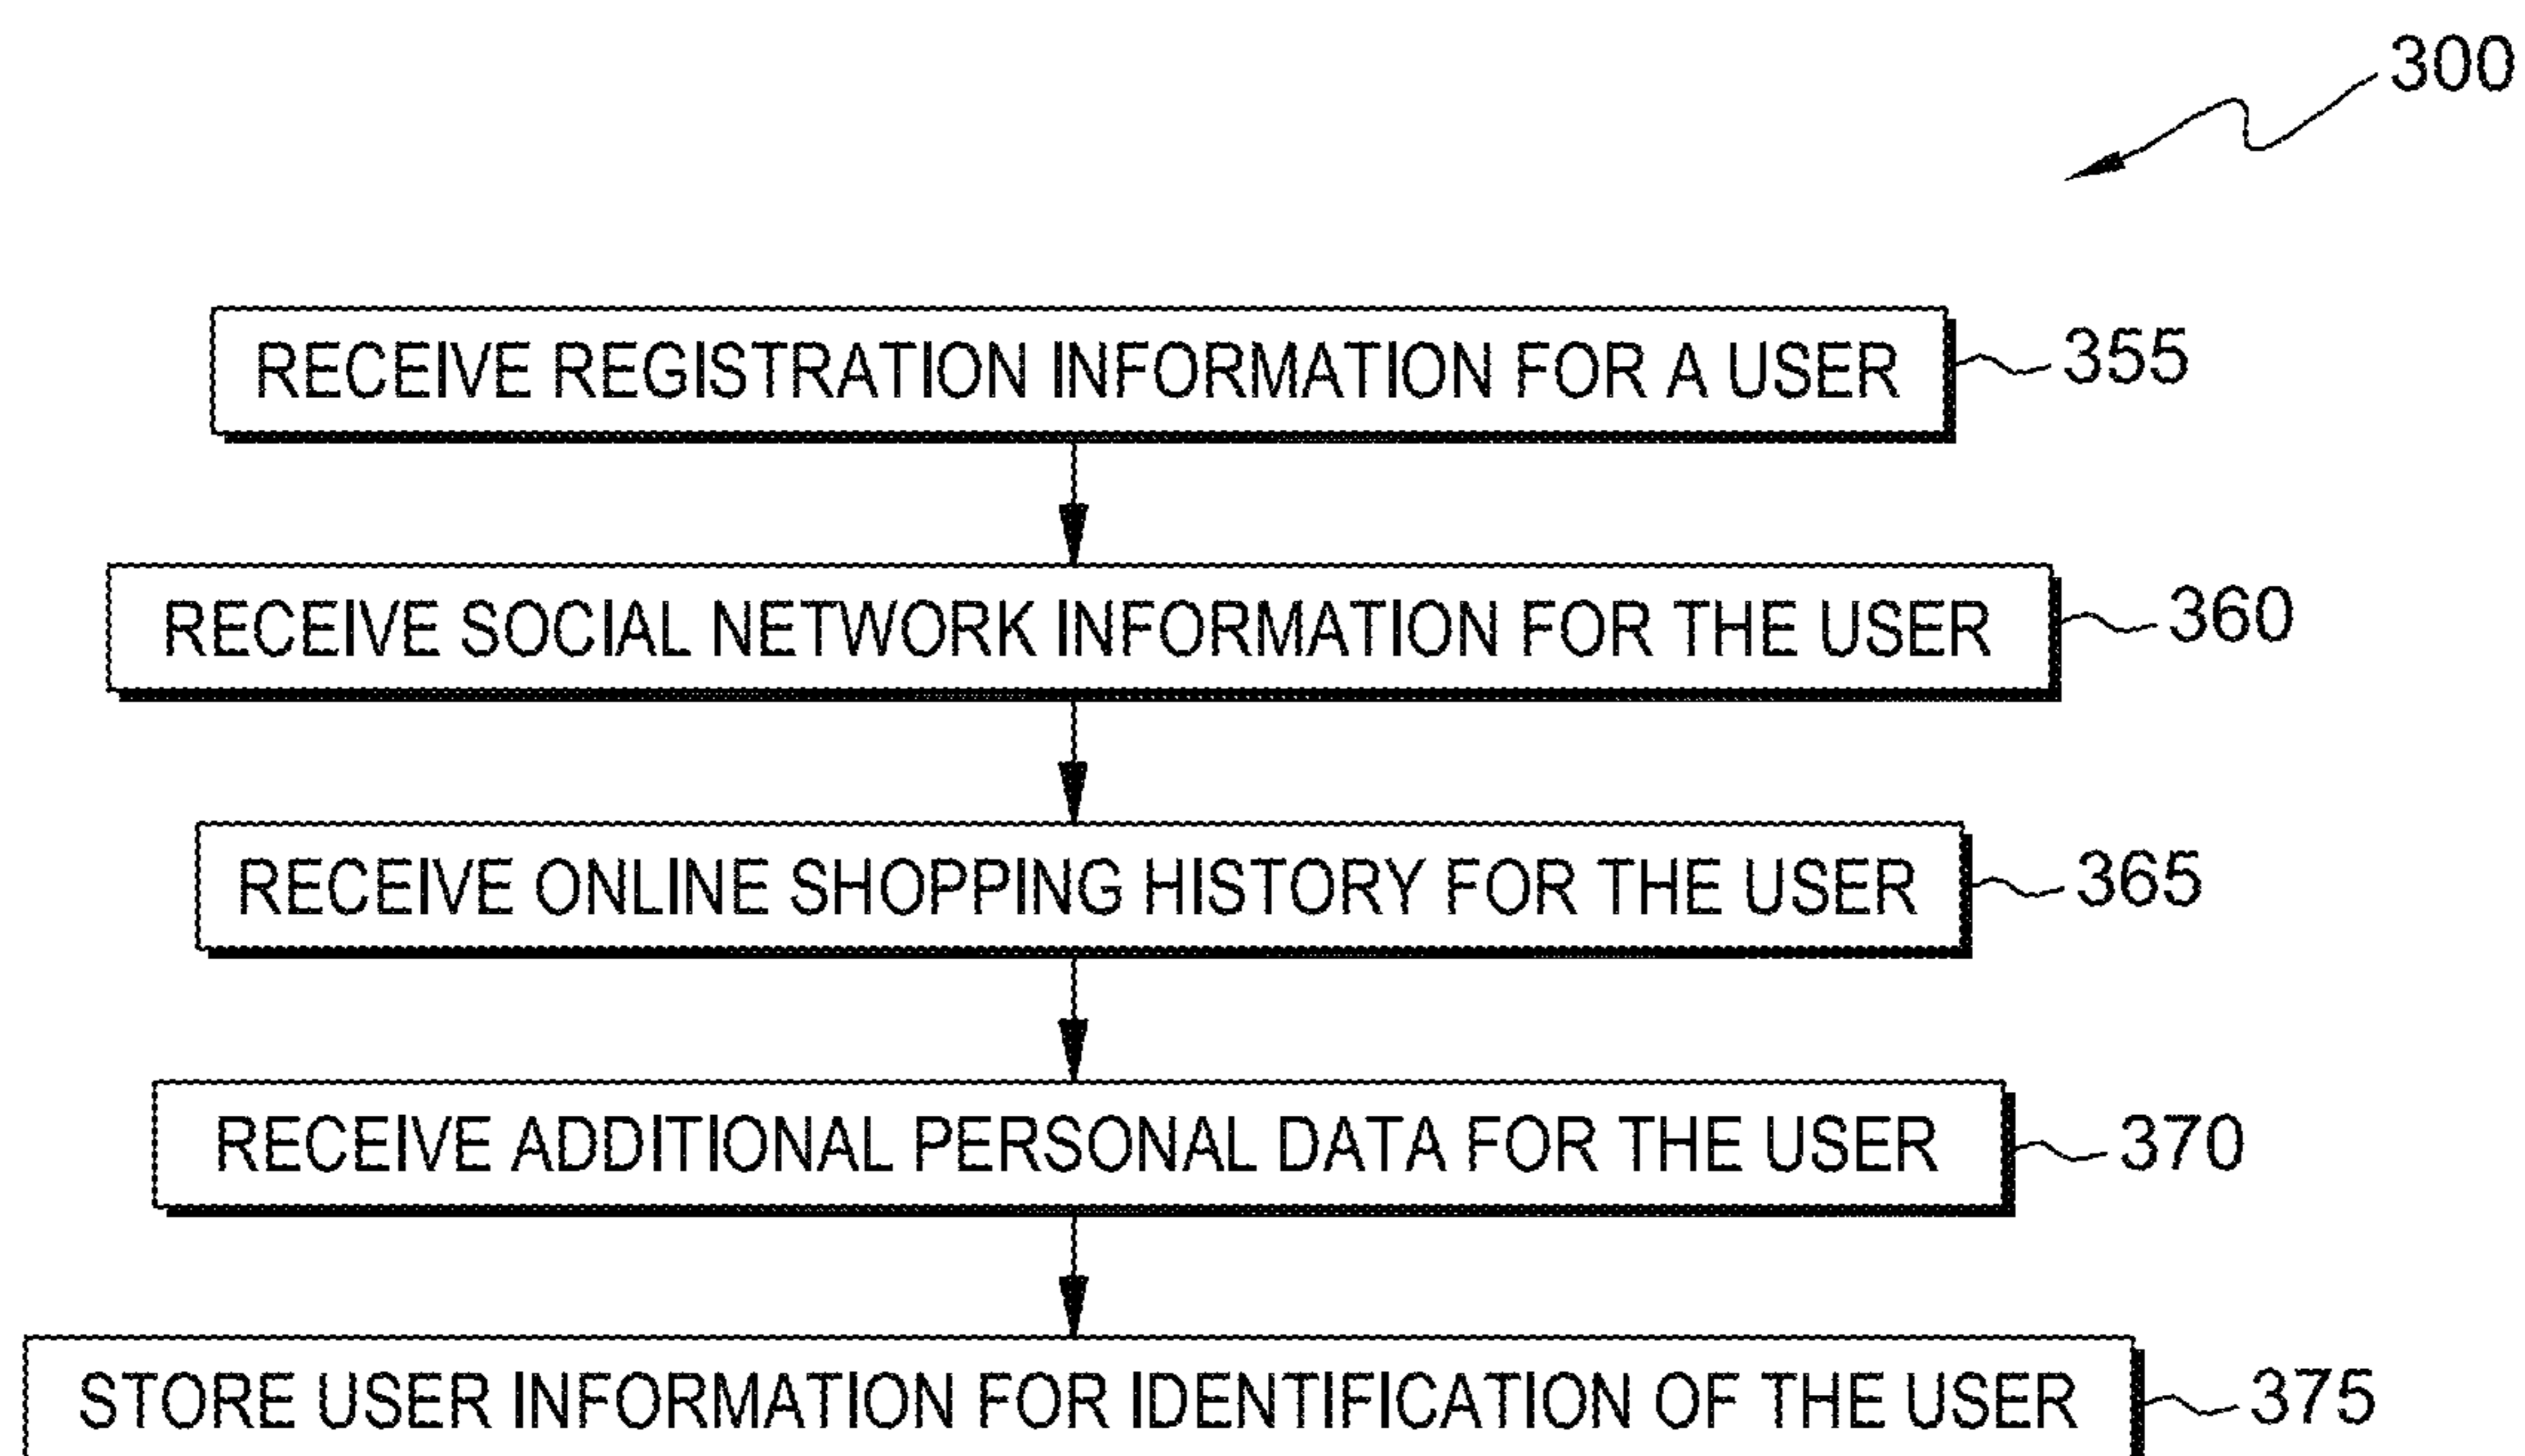 300
RECEIVE REGISTRATION INFORMATION FOR A USER 355
RECEIVE SOCIAL NETWORK INFORMATION FOR THE USER 360
RECEIVE ONLINE SHOPPING HISTORY FOR THE USER 365
RECEIVE ADDITIONAL PERSONAL DATA FOR THE USER 370
STORE USER INFORMATION FOR IDENTIFICATION OF THE USER 375